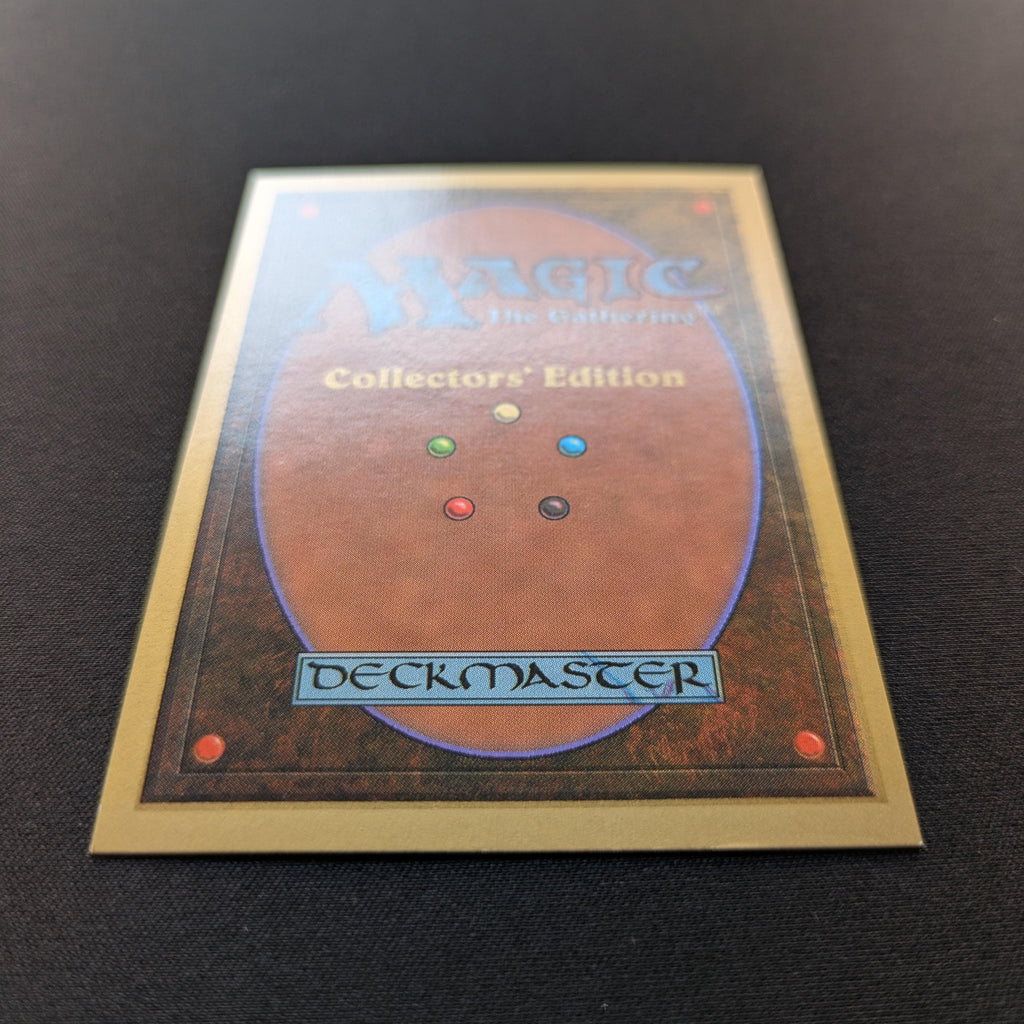 MAGIC
The Gathering
Collectors' Edition
DECKMASTER